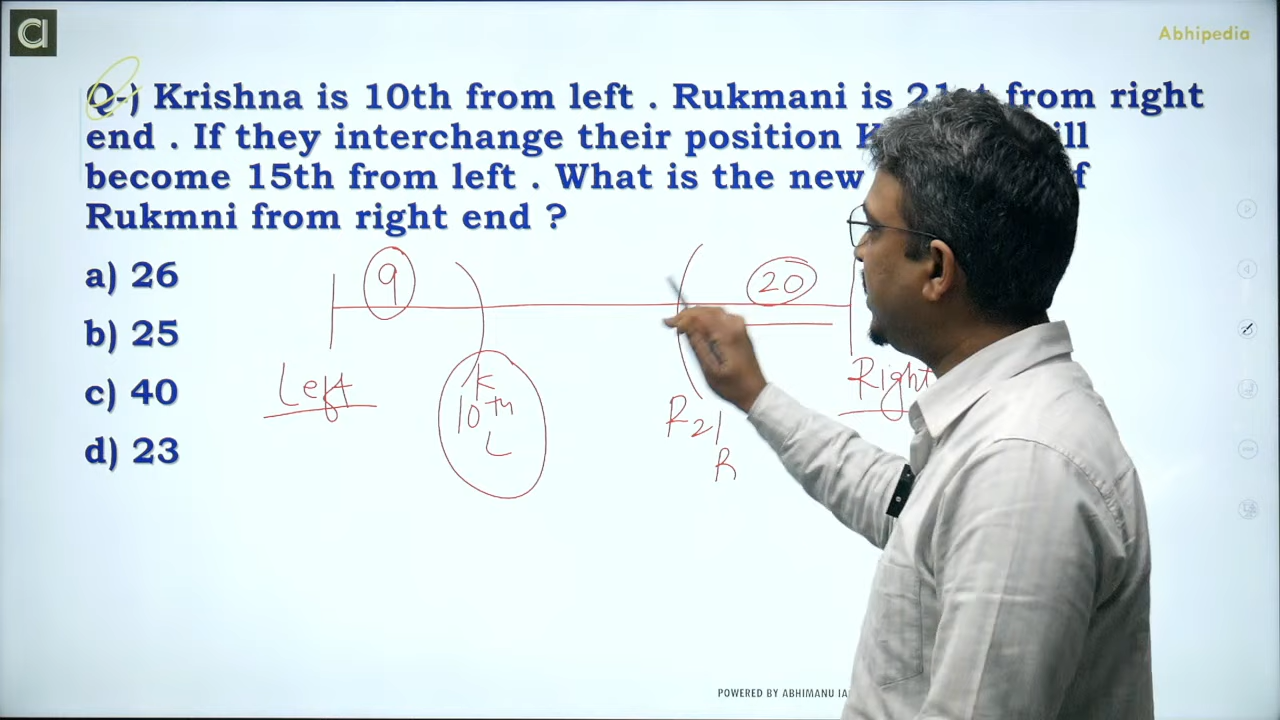 Abhipedia
Q-) Krishna is 10th from left . Rukmani is from right
end . If they interchange their position
become 15th from left . What is the new
Rukmni from right end ?
a) 26
b) 25
c) 40
d) 23
9
20
Left
K
10th
L
R 21
R
Right
POWERED BY ABHIMANU